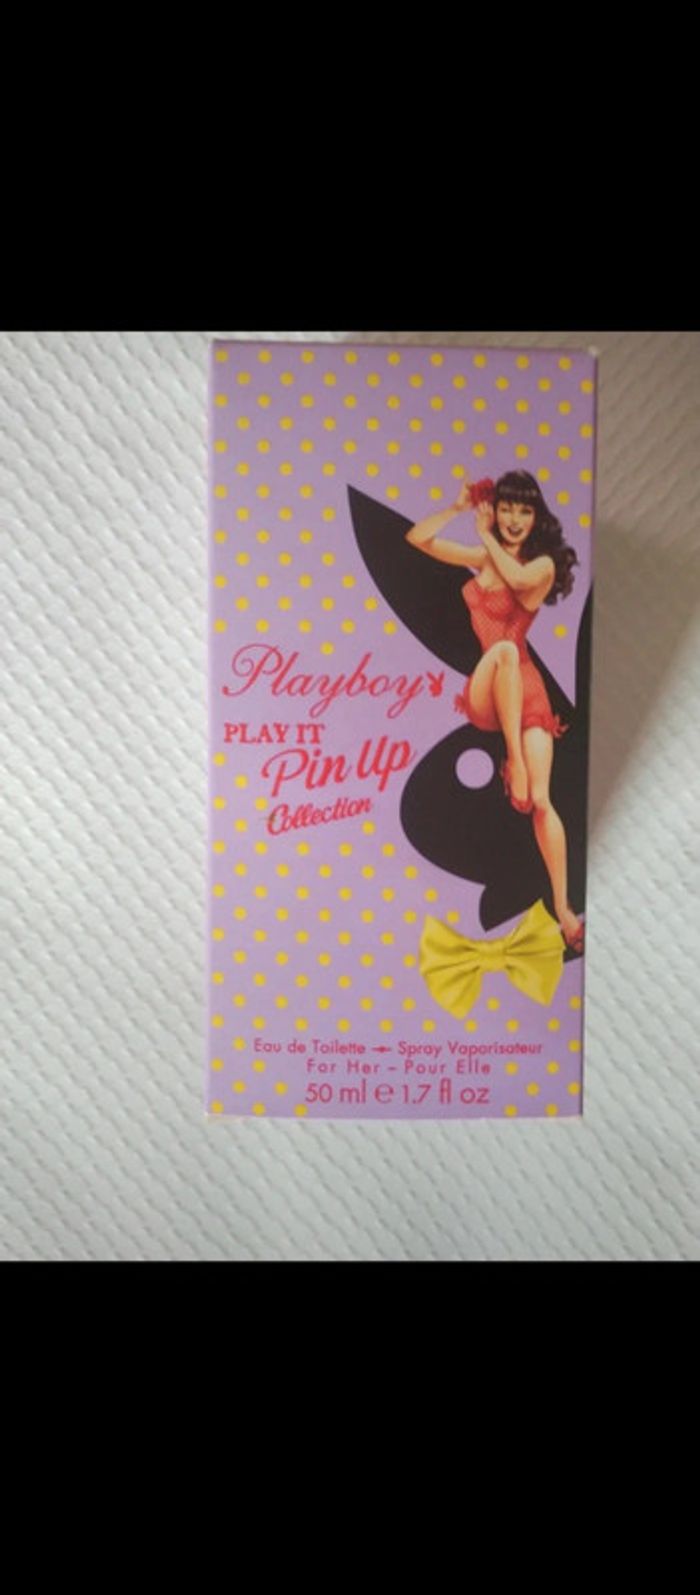 Playboy
PLAY IT
Pin Up
Collection
Eau de Toilette - Spray Vaporisateur
For Her - Pour Elle
50 ml e 1.7 fl oz